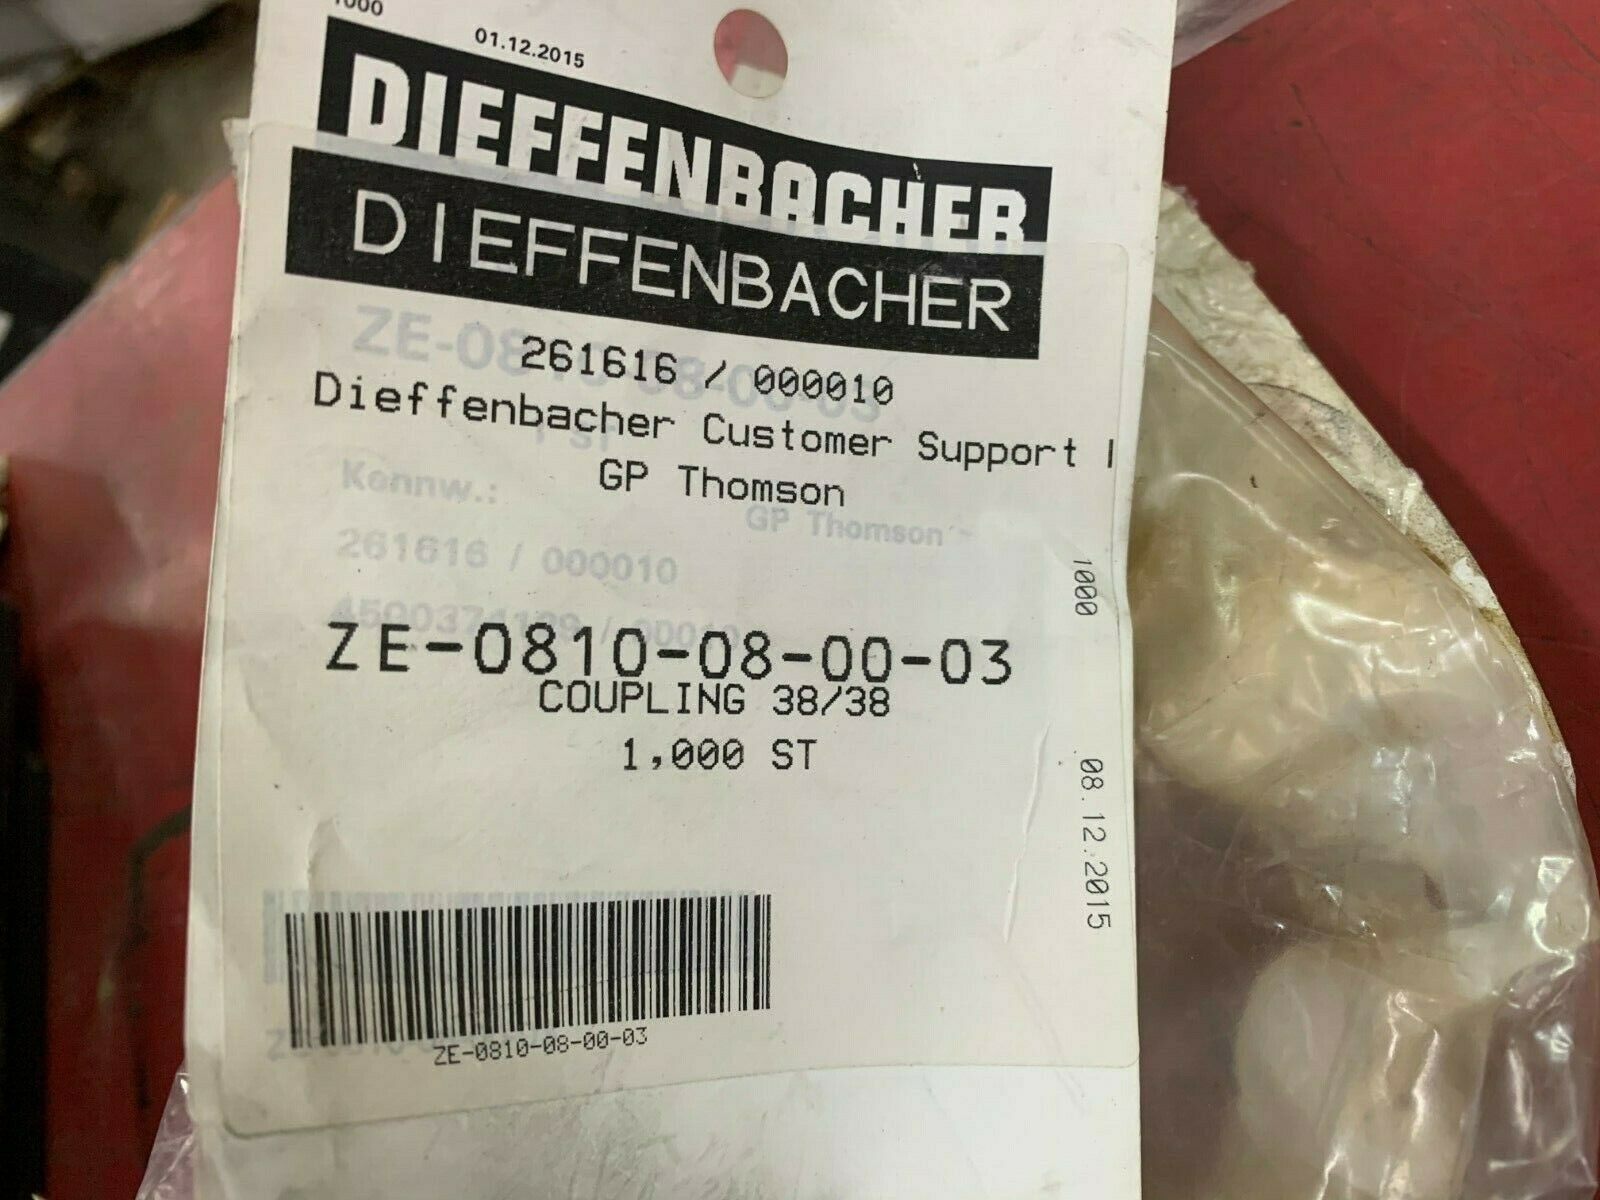 1000
01.12.2015
DIEFFENBACHER
DIEFFENBACHER
261616 / 000010
Dieffenbacher Customer Support
GP Thomson
Kennw.:
GP Thomson
261616 / 000010
ZE-0810-08-00-03
COUPLING 38/38
1,000 ST
1000
08.12.2015
ZE-0810-08-00-03